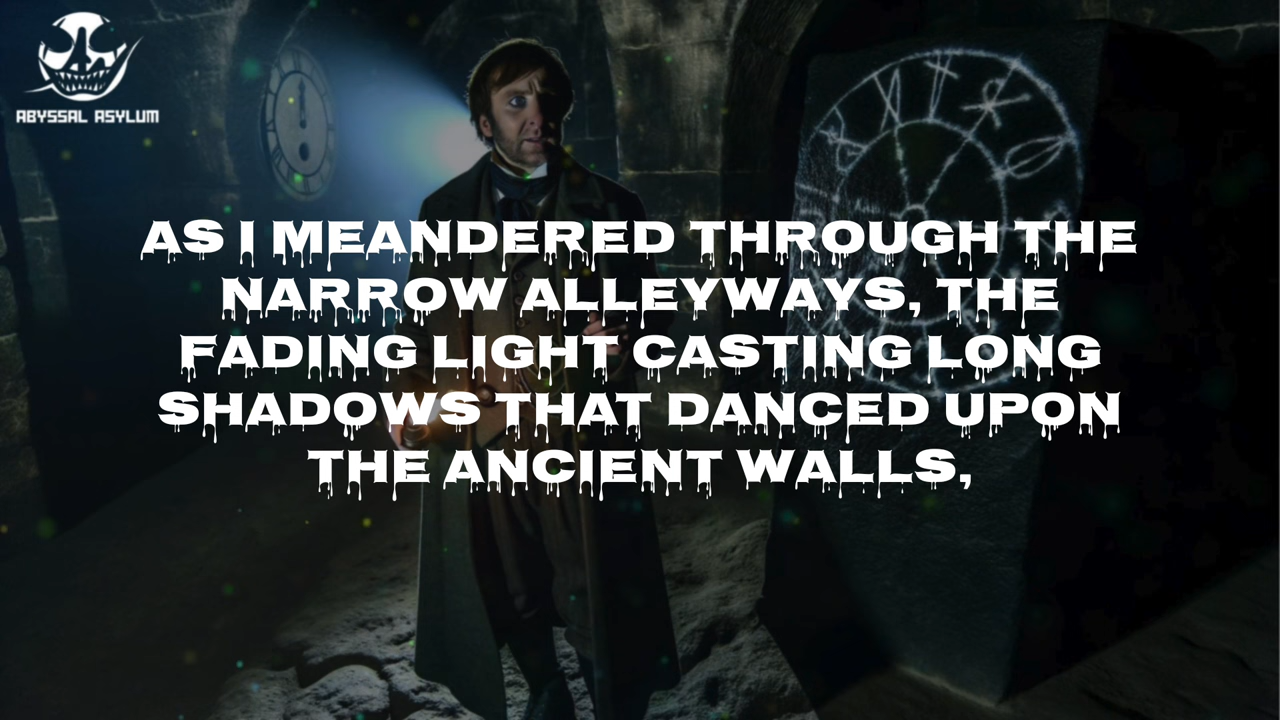 ABYSSAL ASYLUM
AS I MEANDERED THROUGH THE
NARROW ALLEYWAYS, THE
FADING LIGHT CASTING LONG
SHADOWS THAT DANCED UPON
THE ANCIENT WALLS,